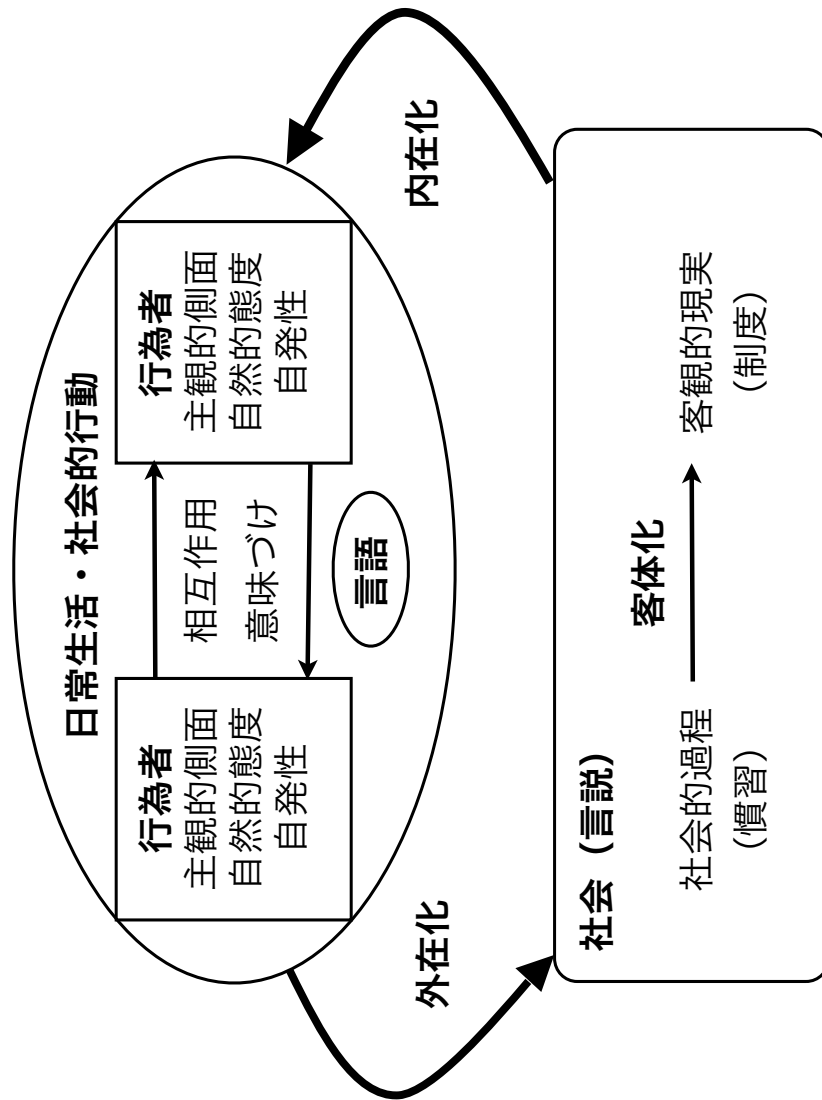 日常生活・社会的行動
行為者
主観的側面
自然的態度
自発性
相互作用
意味づけ
言語
行為者
主観的側面
自然的態度
自発性
外在化
内在化
社会（言説）
社会的過程
（慣習）
客体化
客観的現実
（制度）